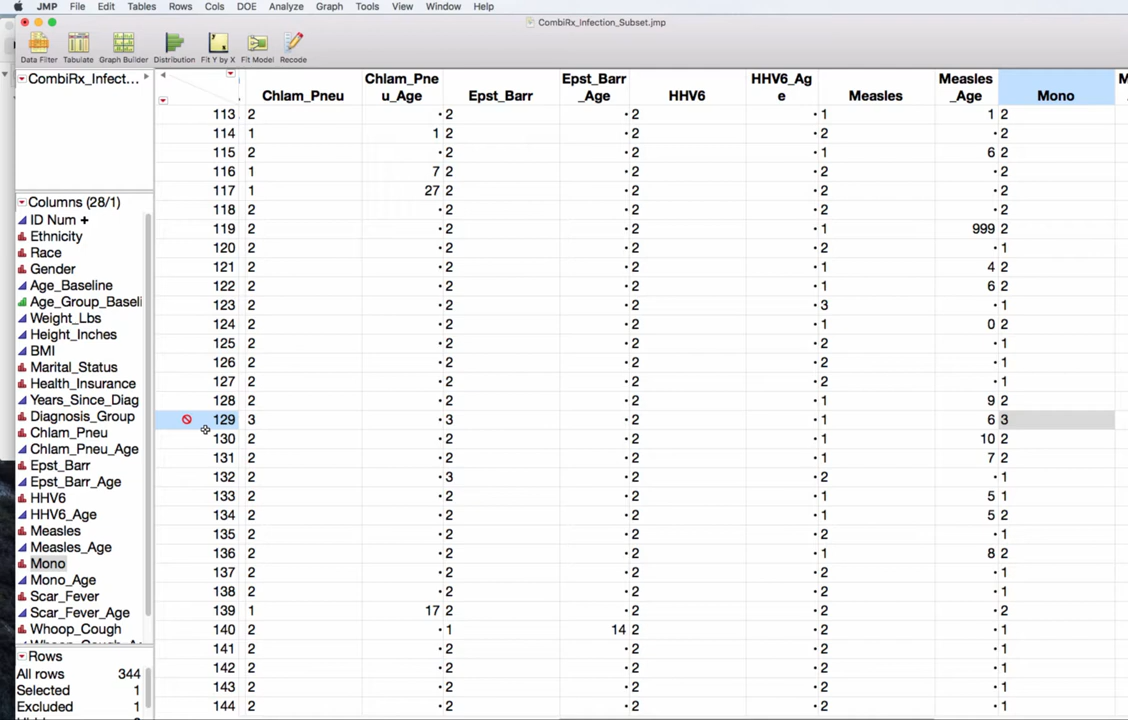 JMP File Edit Tables Rows Cols DOE Analyze Graph Tools View Window Help
CombiRx_Infection_Subset.jmp
Data Filter Tabulate Graph Builder Distribution Fit Y by X Fit Model Recode
CombiRx_Infect...
Columns (28/1)
ID Num
Ethnicity
Race
Gender
Age_Baseline
Age_Group_Baseli
Weight_Lbs
Height_Inches
BMI
Marital_Status
Health_Insurance
Years_Since_Diag
Diagnosis_Group
Chlam_Pneu
Chlam_Pneu_Age
Epst_Barr
Epst_Barr_Age
HHV6
HHV6_Age
Measles
Measles_Age
Mono
Mono_Age
Scar_Fever
Scar_Fever_Age
Whoop_Cough
Rows
All rows 344
Selected 1
Excluded 1
Chlam_Pneu Chlam_Pne
u_Age Epst_Barr Epst_Barr
_Age HHV6 HHV6_Ag
e Measles Measles
_Age Mono M
113 2 • 2 • 2 • 1 1 2
114 1 1 2 • 2 • 2 • 2
115 2 • 2 • 2 • 1 6 2
116 1 7 2 • 2 • 2 • 2
117 1 27 2 • 2 • 2 • 2
118 2 • 2 • 2 • 2 • 2
119 2 • 2 • 2 • 1 999 2
120 2 • 2 • 2 • 2 • 1
121 2 • 2 • 2 • 1 4 2
122 2 • 2 • 2 • 1 6 2
123 2 • 2 • 2 • 3 • 1
124 2 • 2 • 2 • 1 0 2
125 2 • 2 • 2 • 2 • 1
126 2 • 2 • 2 • 2 • 1
127 2 • 2 • 2 • 2 • 1
128 2 • 2 • 2 • 1 9 2
129 3 • 3 • 2 • 1 6 3
130 2 • 2 • 2 • 1 10 2
131 2 • 2 • 2 • 1 7 2
132 2 • 3 • 2 • 2 • 1
133 2 • 2 • 2 • 1 5 1
134 2 • 2 • 2 • 1 5 2
135 2 • 2 • 2 • 2 • 1
136 2 • 2 • 2 • 1 8 2
137 2 • 2 • 2 • 2 • 1
138 2 • 2 • 2 • 2 • 1
139 1 17 2 • 2 • 2 • 2
140 2 • 1 14 2 • 2 • 1
141 2 • 2 • 2 • 2 • 1
142 2 • 2 • 2 • 2 • 1
143 2 • 2 • 2 • 2 • 1
144 2 • 2 • 2 • 2 • 1